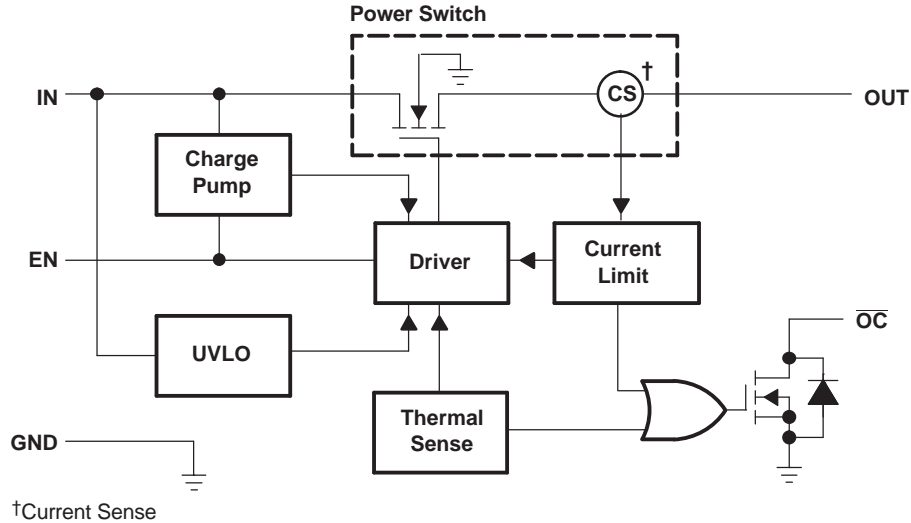 Power Switch
†
IN
CS
OUT
Charge
Pump
EN
Driver
Current
Limit
OC
UVLO
Thermal
Sense
GND
†Current Sense